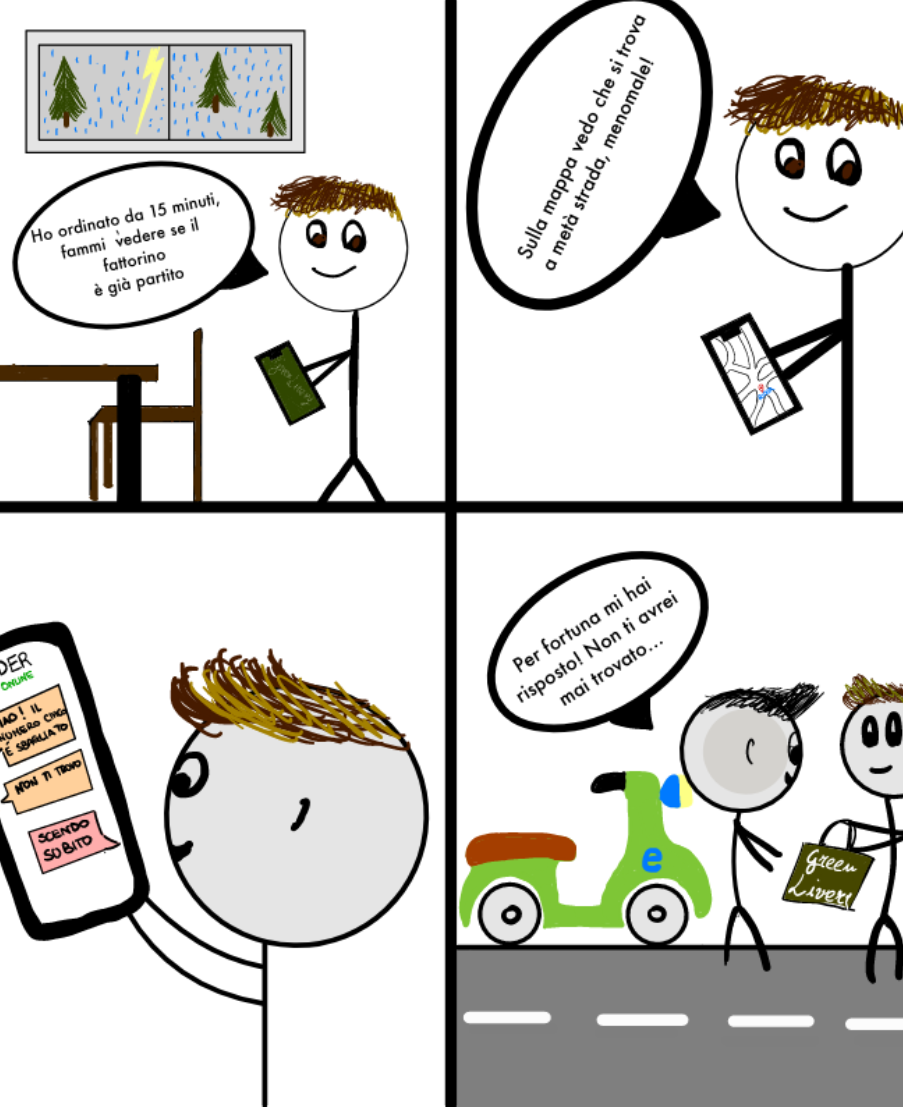 Ho ordinato da 15 minuti,
fammi vedere se il
fattorino
è già partito
Sulla mappa vedo che si trova
a metà strada, menomale!
DER
ONLINE
IAO! IL
NUMERO CIVICO
É SBAGLIATO
NON TI TROVO
SCENDO
SUBITO
Per fortuna mi hai
risposto! Non ti avrei
mai trovato...
e
Green
Livery